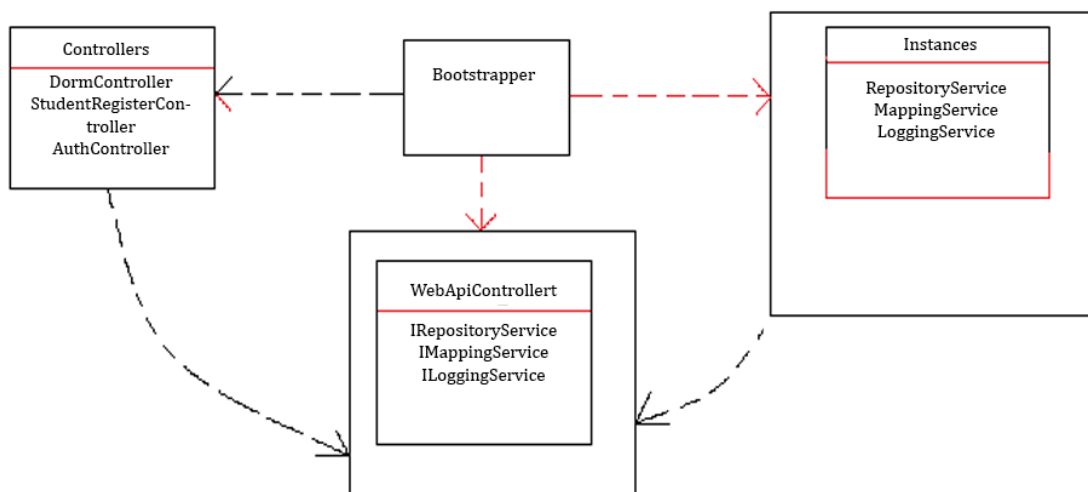 Controllers
DormController
StudentRegisterCon-
troller
AuthController
Bootstrapper
Instances
RepositoryService
MappingService
LoggingService
WebApiControllert
IRepositoryService
IMappingService
ILoggingService